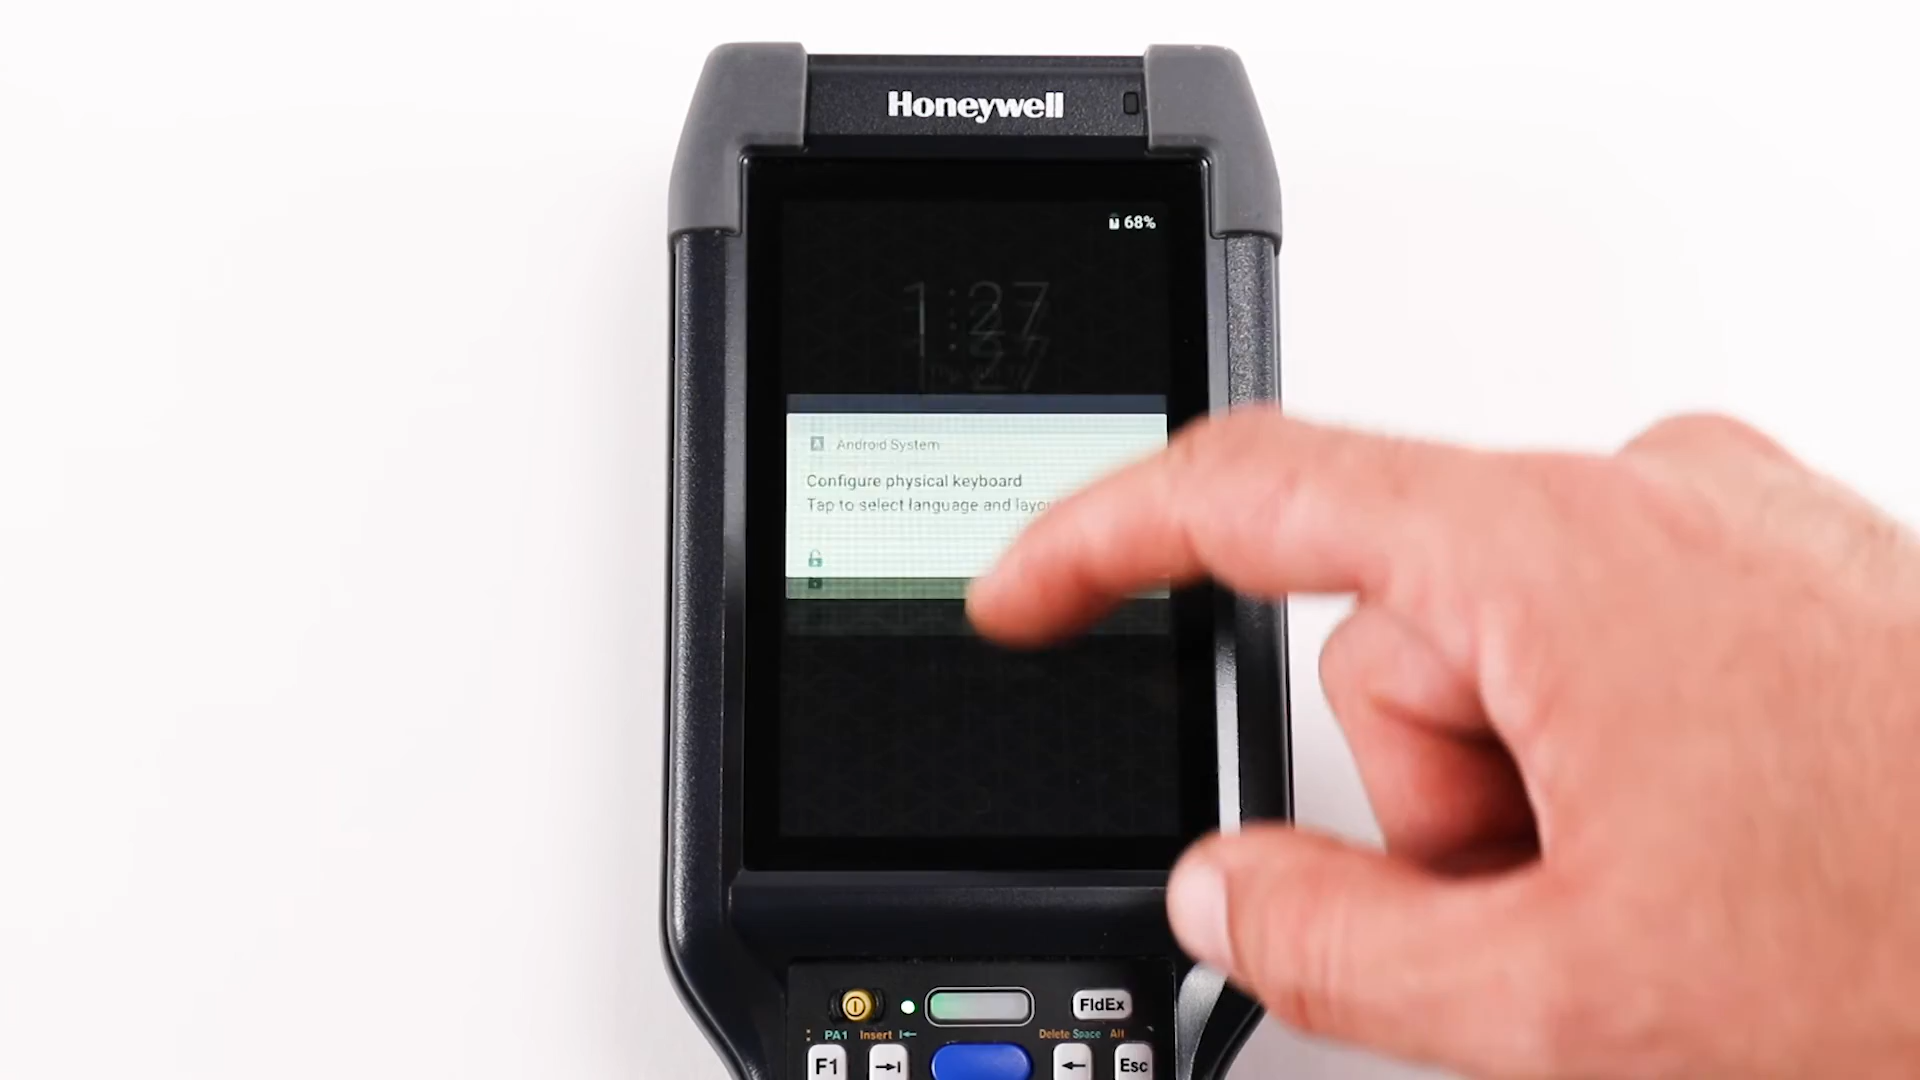 Honeywell
68%
1:27
Android System
Configure physical keyboard
Tap to select language and
FldEx
PA1 Insert
Delete Space Alt
F1
Esc